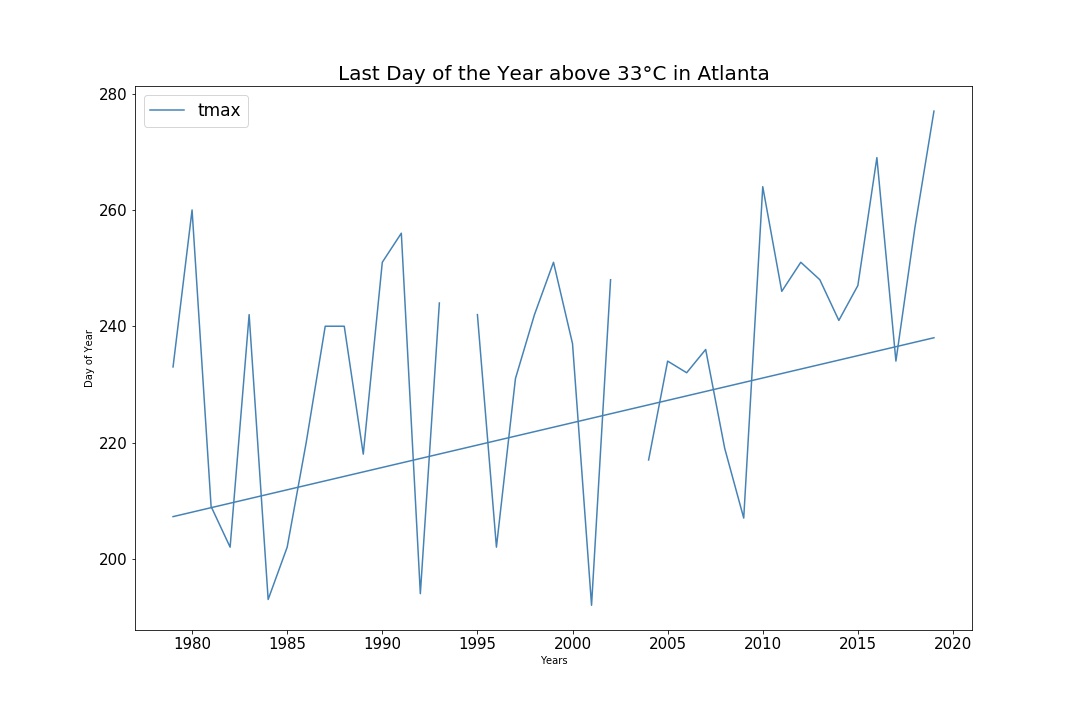 Last Day of the Year above 33°C in Atlanta
tmax
280
260
240
220
200
Day of Year
1980 1985 1990 1995 2000 2005 2010 2015 2020
Years